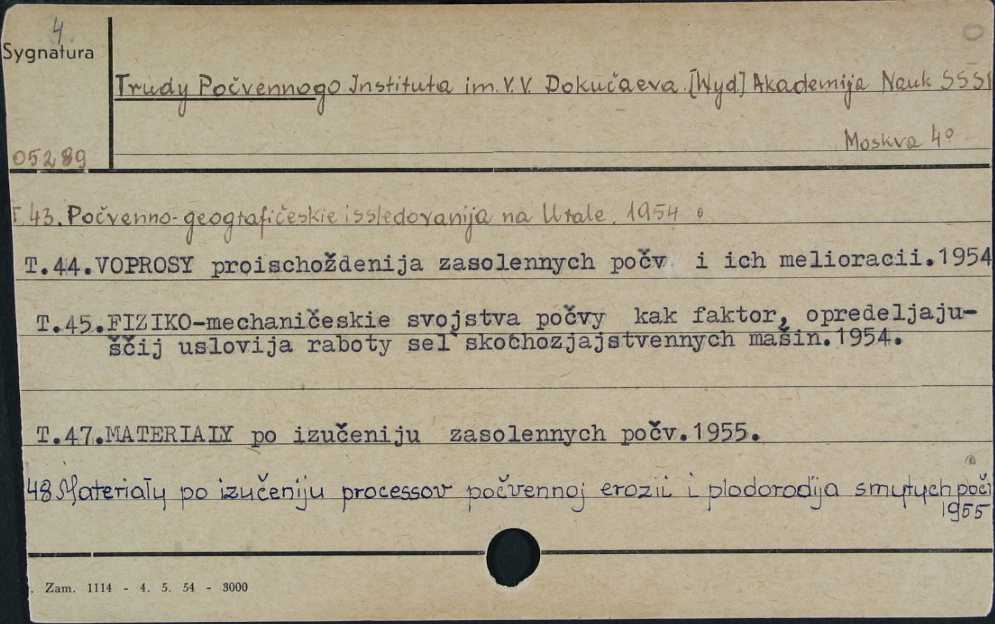 4.
Sygnatura
Trudy Počvennogo Instituta im. V. V. Dokučaeva. [Wyd.] Akademija Nauk SSSR
Moskva 4°
05289
T. 43. Počvenno-geografičeskie issledovanija na Urale. 1954
T.44.VOPROSY proischoždenija zasolennych počv i ich melioracii.1954
T.45.FIZIKO-mechaničeskie svojstva počvy kak faktor, opredeljaju-
ščij uslovija raboty sel'skochozjajstvennych mašin.1954.
T.47.MATERIAŁY po izučeniju zasolennych počv.1955.
48 Materiały po izučeniju processov počvennoj erozii i plodorodija smytych počv
1955
. Zam. 1114 - 4. 5. 54 - 3000